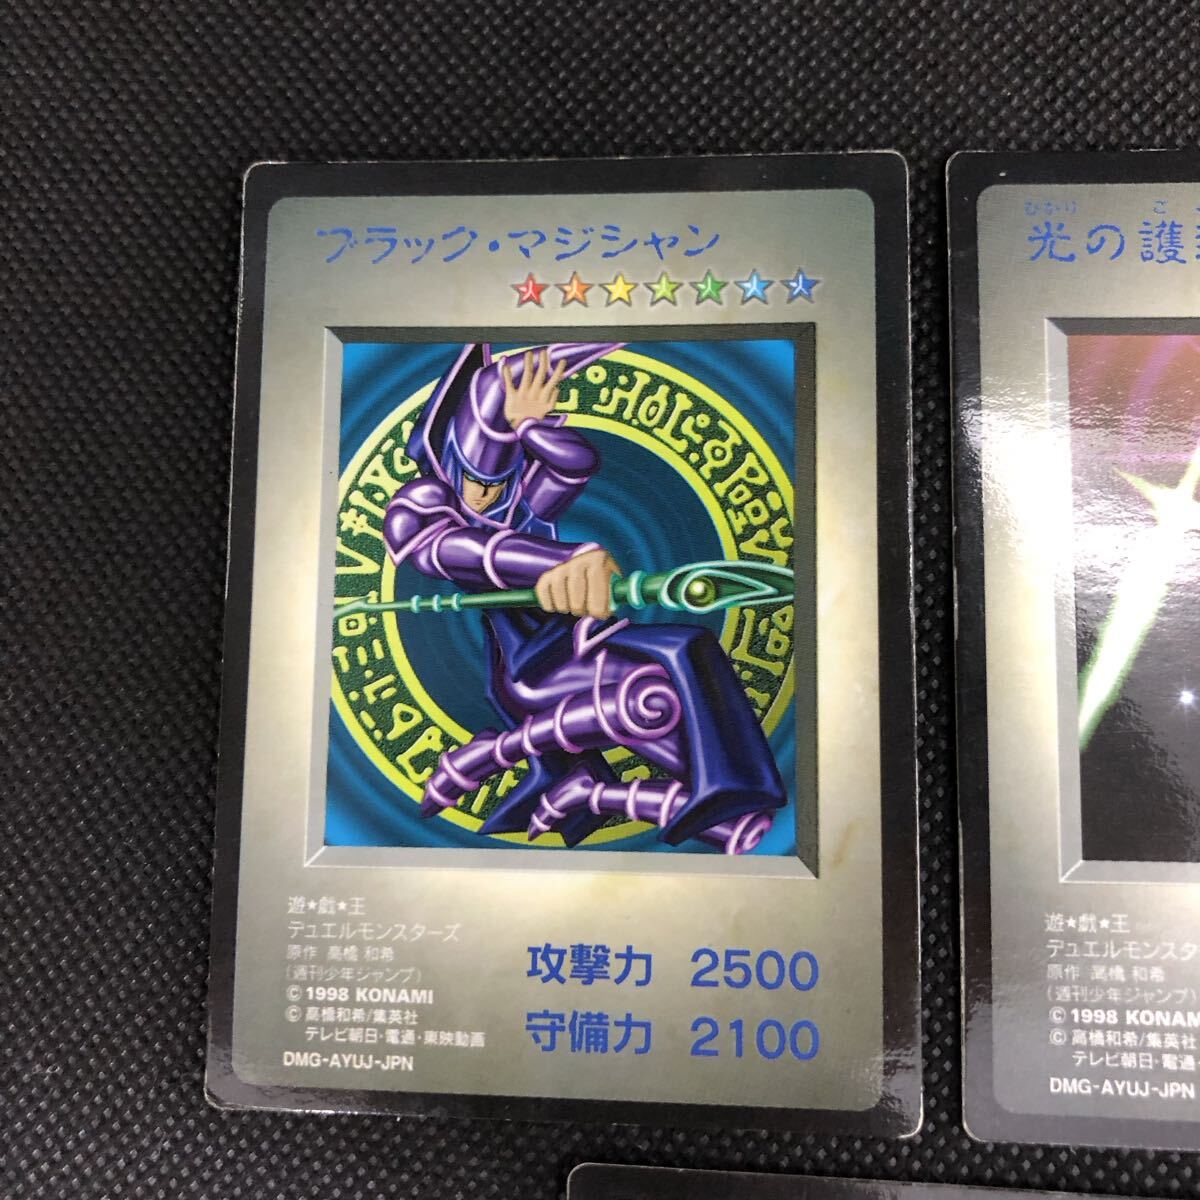 ブラック・マジシャン
遊★戯★王
デュエルモンスターズ
原作 高橋 和希
(週刊少年ジャンプ)
© 1998 KONAMI
© 高橋和希/集英社
テレビ朝日・電通・東映動画
DMG-AYUJ-JPN
攻撃力 2500
守備力 2100
ひかり
光の護
遊★戯★王
デュエルモンスタ
原作 高橋 和希
(週刊少年ジャンプ)
© 1998 KONAM
© 高橋和希/集英社
テレビ朝日・電通・
DMG-AYUJ-JPN